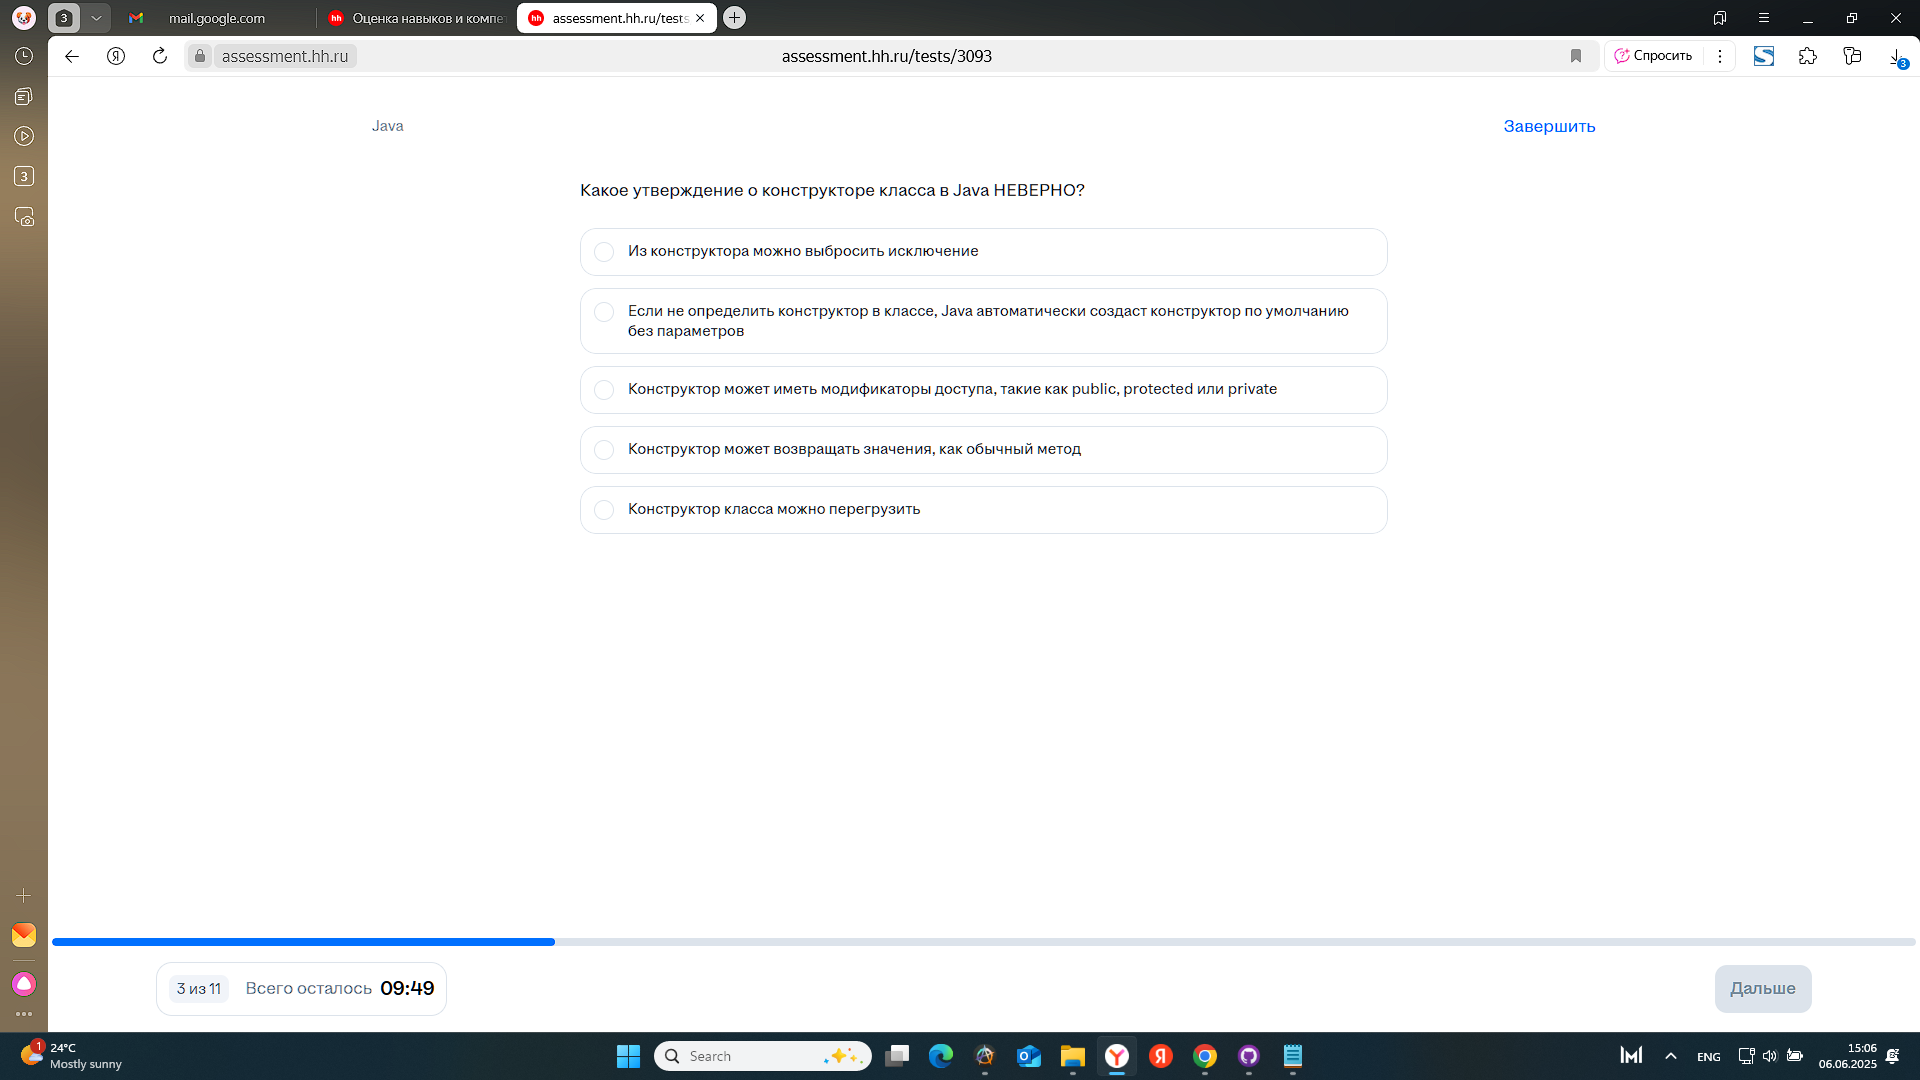 3
mail.google.com
Оценка навыков и компе
assessment.hh.ru/tests
assessment.hh.ru
assessment.hh.ru/tests/3093
Спросить
3
3
Java
Завершить
Какое утверждение о конструкторе класса в Java НЕВЕРНО?
Из конструктора можно выбросить исключение
Если не определить конструктор в классе, Java автоматически создаст конструктор по умолчанию
без параметров
Конструктор может иметь модификаторы доступа, такие как public, protected или private
Конструктор может возвращать значения, как обычный метод
Конструктор класса можно перегрузить
3 из 11
Всего осталось 09:49
Дальше
1
24°C
Mostly sunny
Search
ENG
15:06
06.06.2025